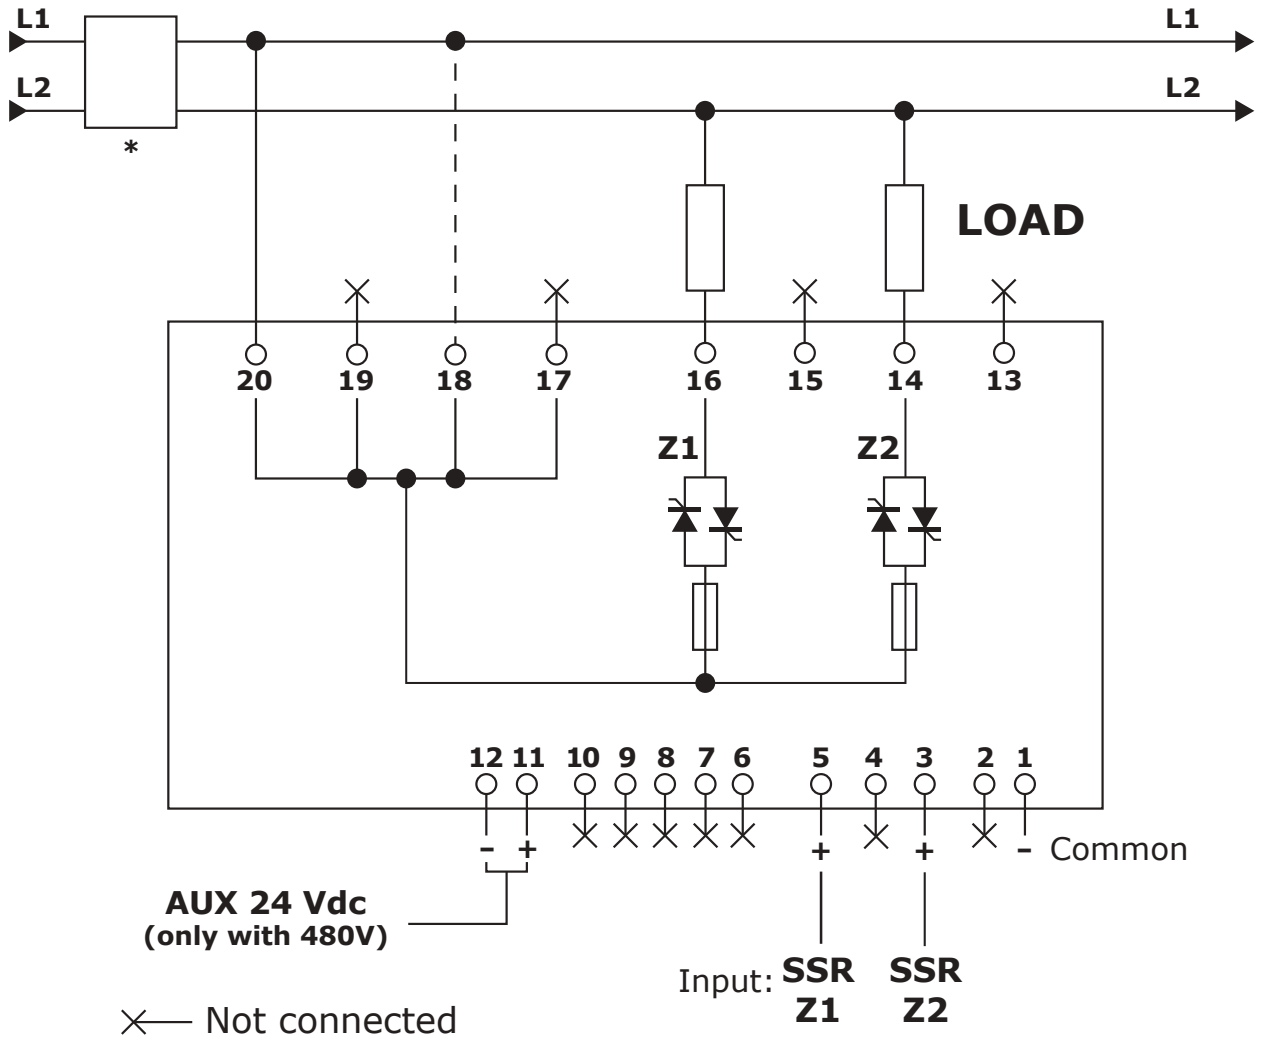 L1 L1
L2 L2
*
LOAD
20 19 18 17 16 15 14 13
Z1 Z2
12 11 10 9 8 7 6 5 4 3 2 1
– + + + – Common
AUX 24 Vdc
(only with 480V)
Input: SSR SSR
Z1 Z2
Not connected